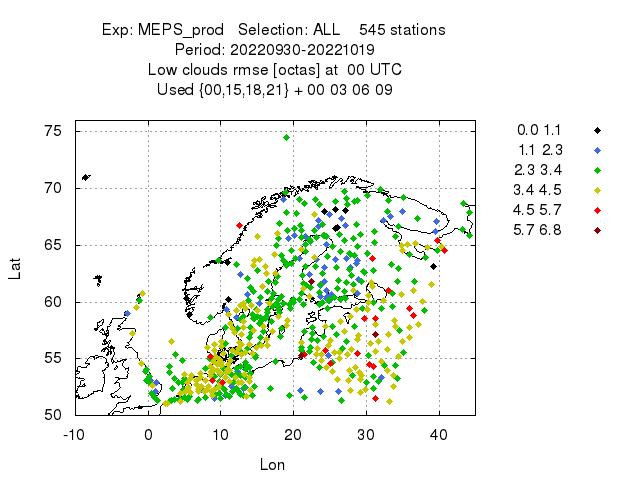 Exp: MEPS_prod   Selection: ALL    545 stations
Period: 20220930-20221019
Low clouds rmse [octas] at  00 UTC
Used {00,15,18,21} + 00 03 06 09
75
70
65
60
55
50
Lat
-10 0 10 20 30 40
Lon
0.0 1.1
1.1 2.3
2.3 3.4
3.4 4.5
4.5 5.7
5.7 6.8